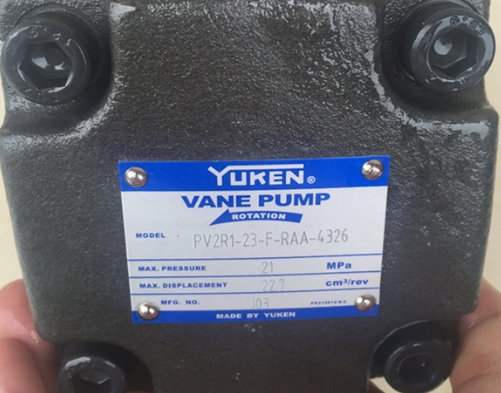 YUKEN®
VANE PUMP
ROTATION
MODEL PV2R1-23-F-RAA-4326
MAX. PRESSURE 21 MPa
MAX. DISPLACEMENT 22.7 cm³/rev
MFG. NO. J03
MADE BY YUKEN